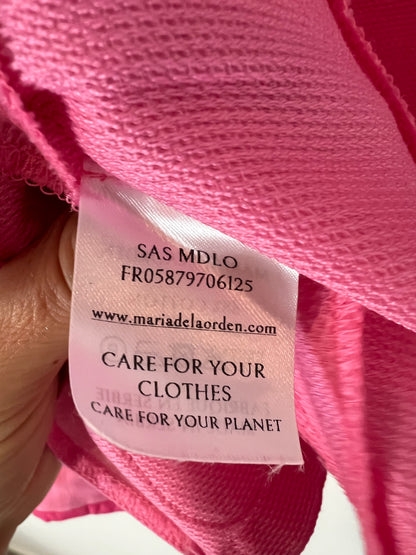 SAS MDLO
FR05879706125
www.mariadelaorden.com
CARE FOR YOUR
CLOTHES
CARE FOR YOUR PLANET